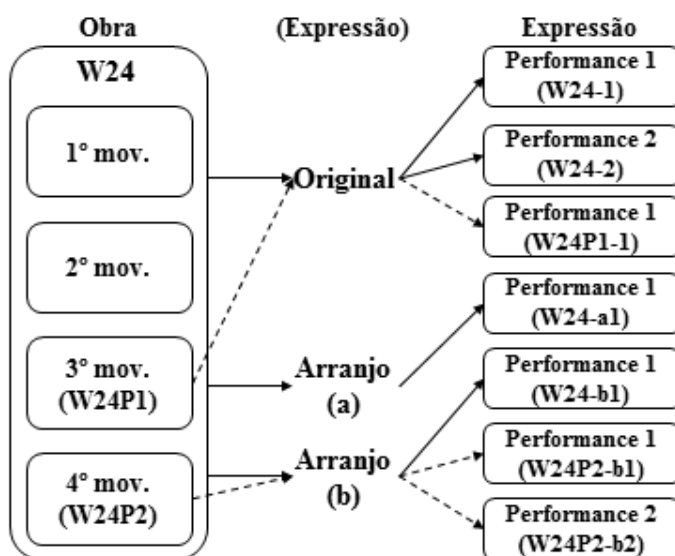 Obra
W24
1º mov.
2º mov.
3º mov.
(W24P1)
4º mov.
(W24P2)
(Expressão)
Original
Arranjo
(a)
Arranjo
(b)
Expressão
Performance 1
(W24-1)
Performance 2
(W24-2)
Performance 1
(W24P1-1)
Performance 1
(W24-a1)
Performance 1
(W24-b1)
Performance 1
(W24P2-b1)
Performance 2
(W24P2-b2)